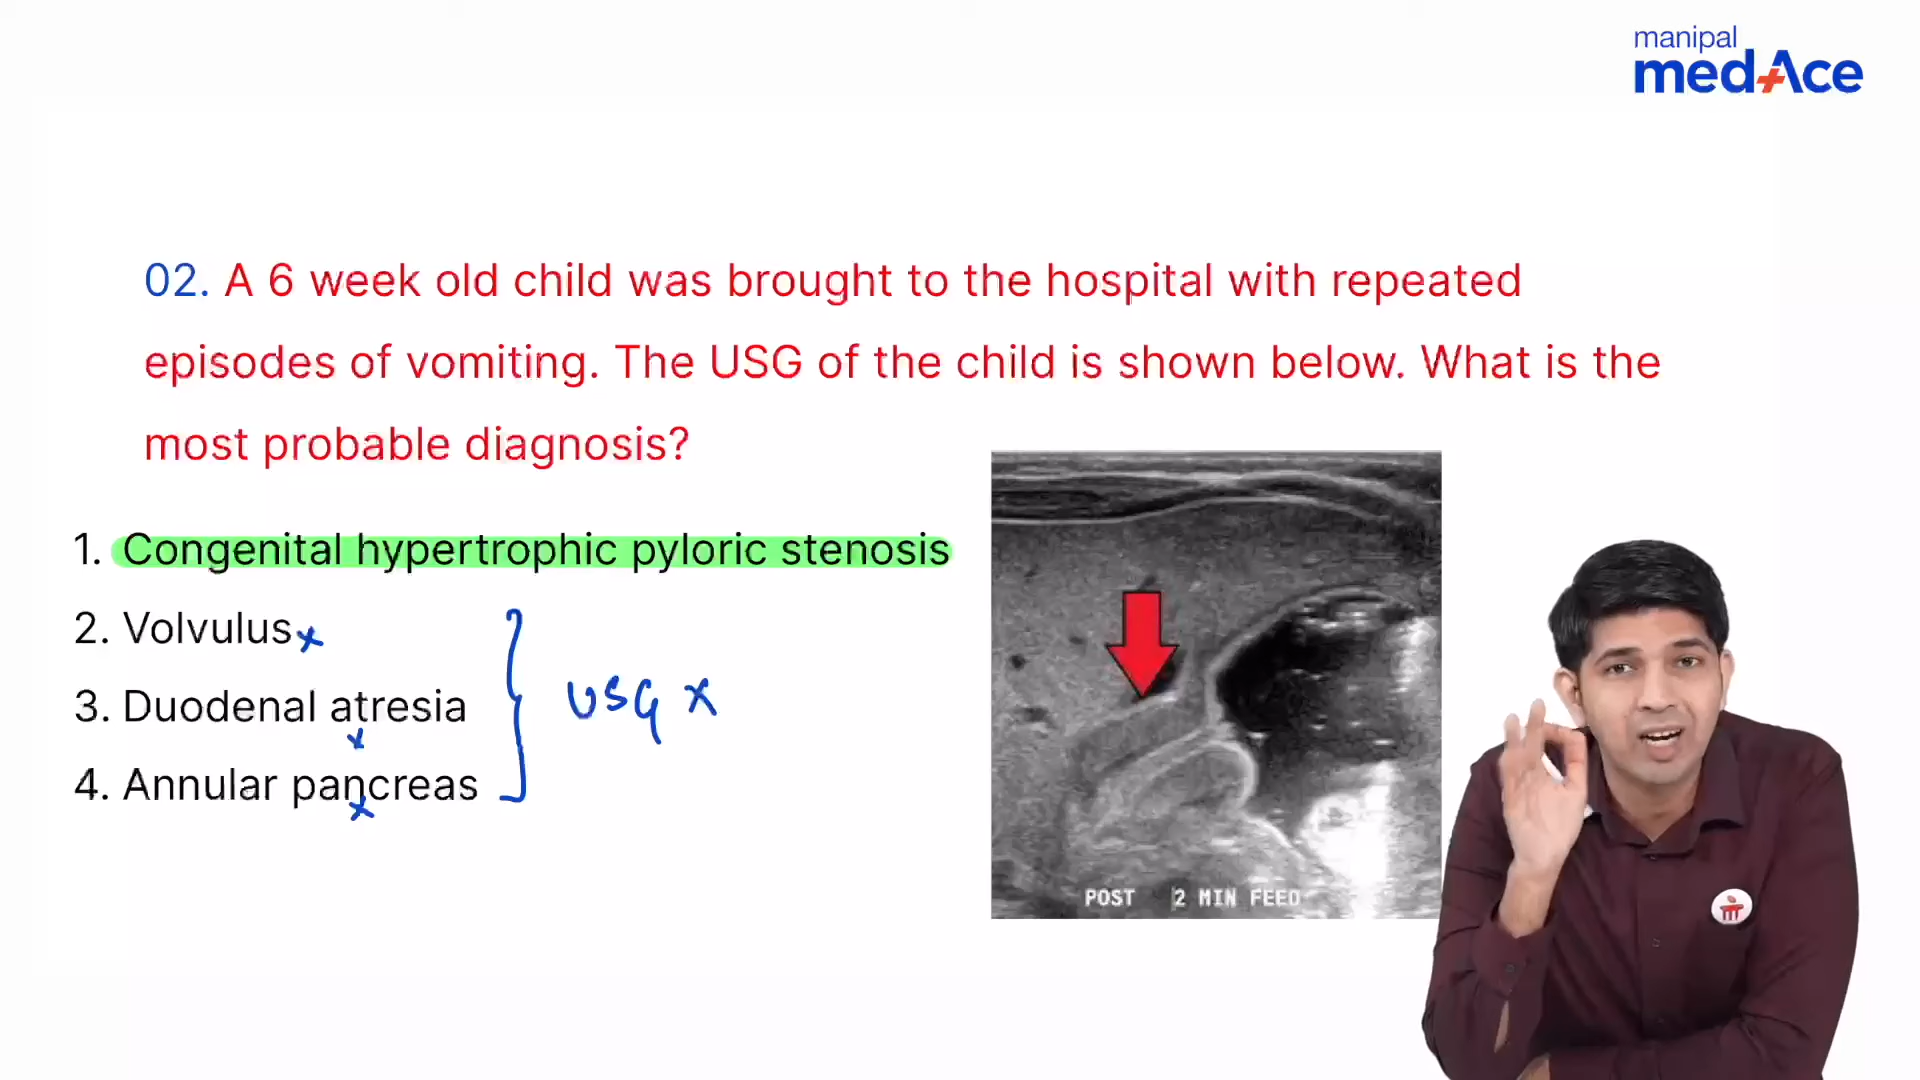 manipal
medAce
02. A 6 week old child was brought to the hospital with repeated
episodes of vomiting. The USG of the child is shown below. What is the
most probable diagnosis?
1. Congenital hypertrophic pyloric stenosis
2. Volvulus x
3. Duodenal atresia
x
4. Annular pancreas
x
USG x
POST 2 MIN FEED